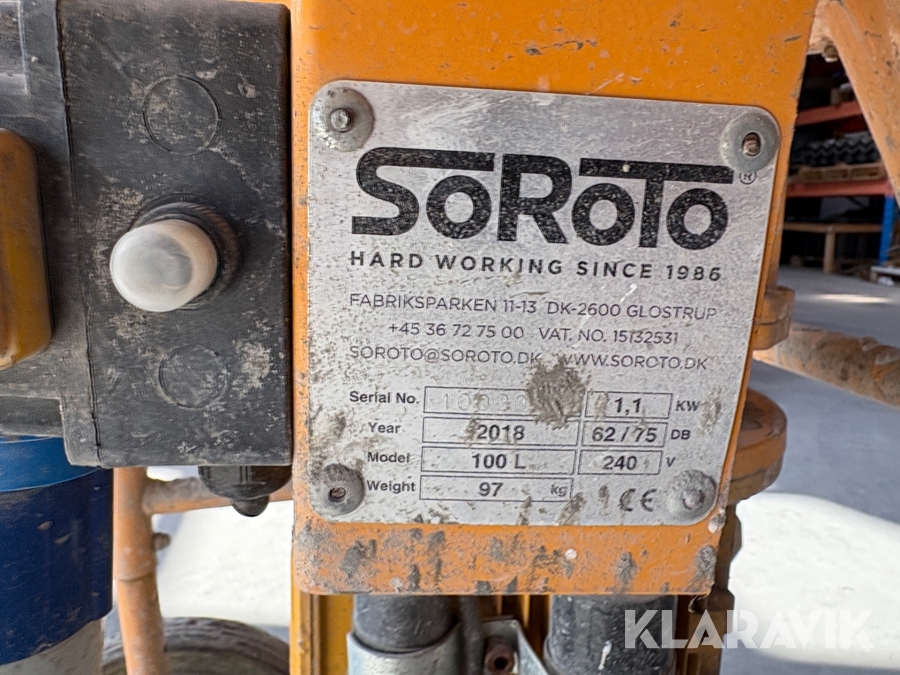 SOROTO®
HARD WORKING SINCE 1986
FABRIKSPARKEN 11-13 DK-2600 GLOSTRUP
+45 36 72 75 00 VAT. NO. 15132531
SOROTO@SOROTO.DK WWW.SOROTO.DK
Serial No. 1,1 KW
Year 2018 62 / 75 DB
Model 100 L 240 V
Weight 97 kg CE
KLARAVIK